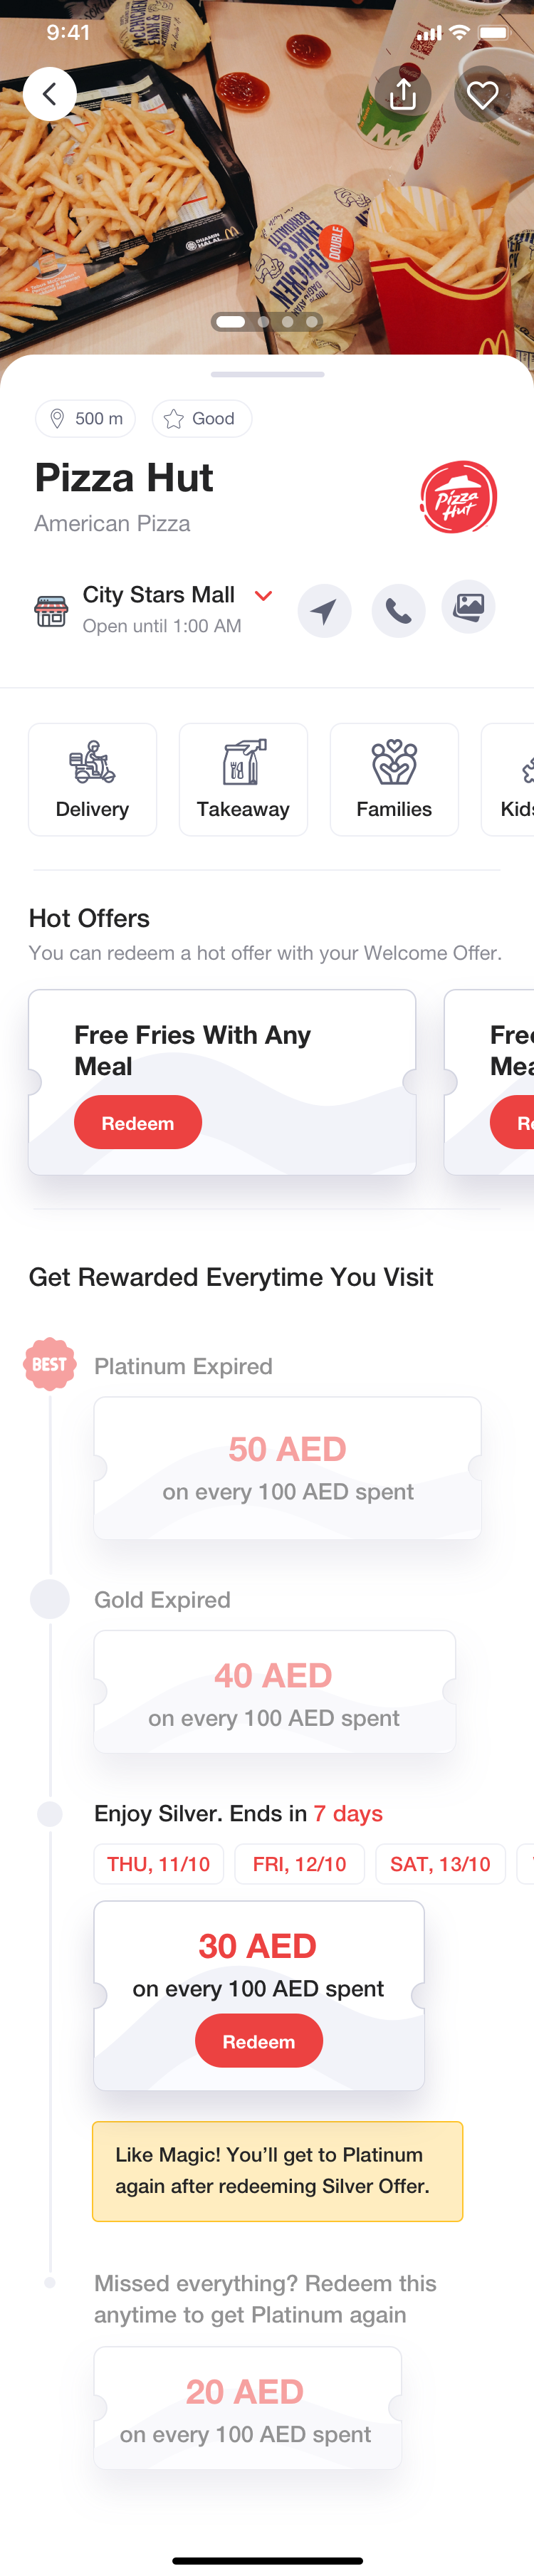 9:41
CHICKEN
DOUBLE
CHICKEN
500 m
Good
Pizza Hut
American Pizza
Pizza
Hut
City Stars Mall
Open until 1:00 AM
Delivery
Takeaway
Families
Kids
Hot Offers
You can redeem a hot offer with your Welcome Offer.
Free Fries With Any
Meal
Redeem
Get Rewarded Everytime You Visit
BEST
Platinum Expired
50 AED
on every 100 AED spent
Gold Expired
40 AED
on every 100 AED spent
Enjoy Silver. Ends in 7 days
THU, 11/10
FRI, 12/10
SAT, 13/10
30 AED
on every 100 AED spent
Redeem
Like Magic! You’ll get to Platinum
again after redeeming Silver Offer.
Missed everything? Redeem this
anytime to get Platinum again
20 AED
on every 100 AED spent